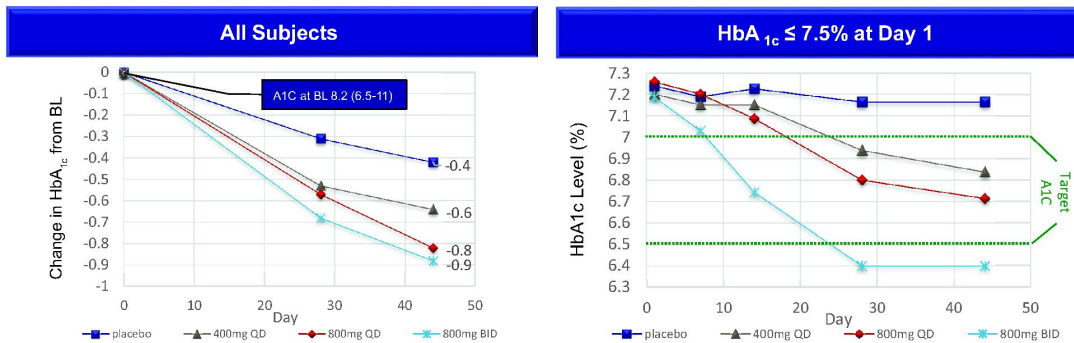 All Subjects
0
-0.1
-0.2
-0.3
-0.4
-0.5
-0.6
-0.7
-0.8
-0.9
-1
Change in HbA1c from BL
A1C at BL 8.2 (6.5-11)
-0.4
-0.6
-0.8
-0.9
0 10 20 30 40 50
Day
placebo 400mg QD 800mg QD 800mg BID
HbA 1c ≤ 7.5% at Day 1
7.3
7.2
7.1
7
6.9
6.8
6.7
6.6
6.5
6.4
6.3
HbA1c Level (%)
Target
A1C
0 10 20 30 40 50
Day
placebo 400mg QD 800mg QD 800mg BID